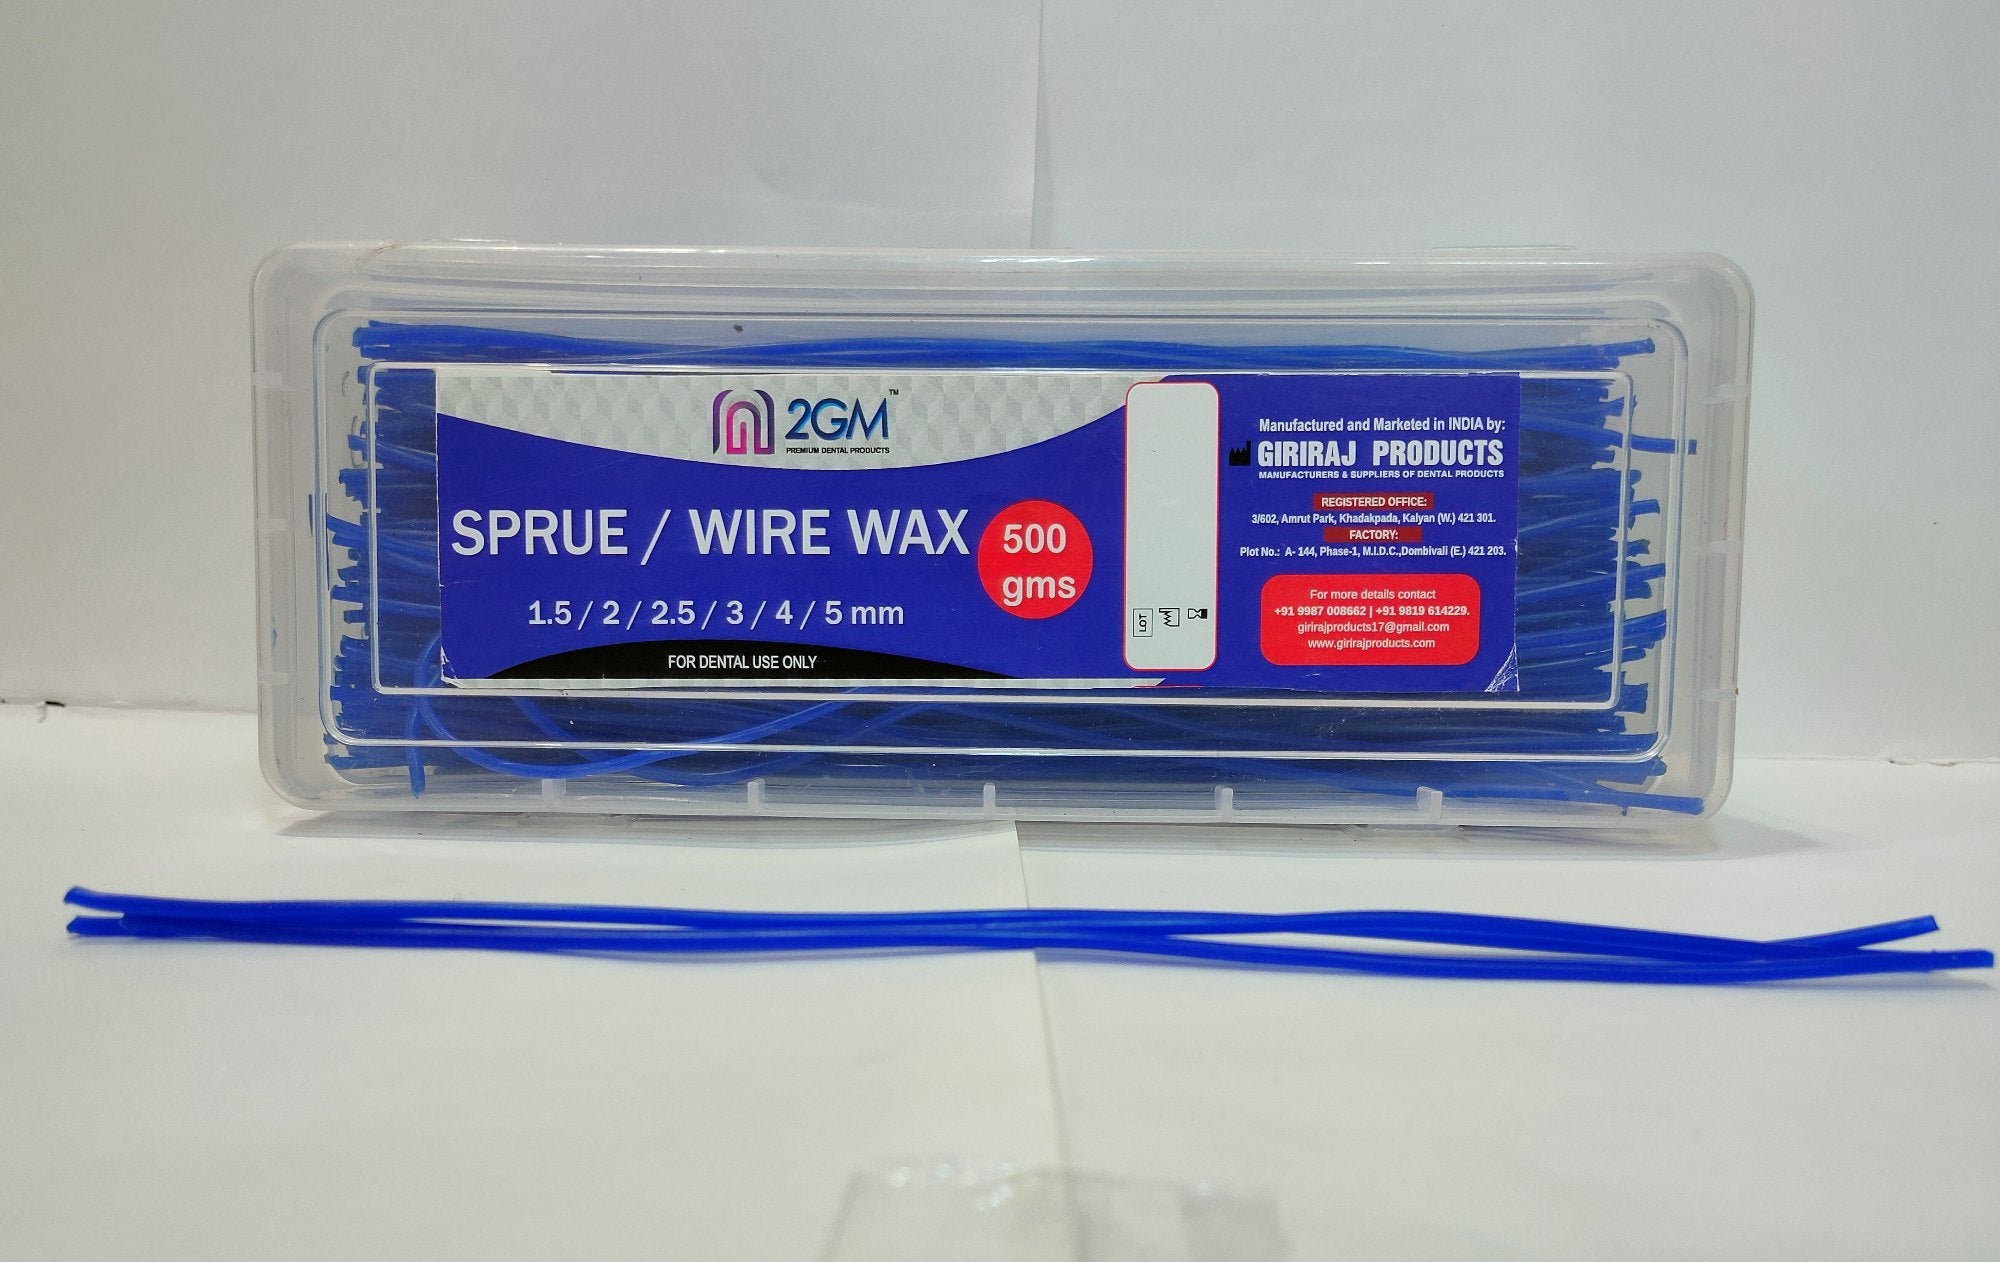 2GM™
PREMIUM DENTAL PRODUCTS
SPRUE / WIRE WAX
500
gms
1.5 / 2 / 2.5 / 3 / 4 / 5 mm
FOR DENTAL USE ONLY
LOT
Manufactured and Marketed in INDIA by:
GIRIRAJ PRODUCTS
MANUFACTURERS & SUPPLIERS OF DENTAL PRODUCTS
REGISTERED OFFICE:
3/602, Amrut Park, Khadakpada, Kalyan (W.) 421 301.
FACTORY:
Plot No.: A- 144, Phase-1, M.I.D.C.,Dombivali (E.) 421 203.
For more details contact
+91 9987 008662 | +91 9819 614229.
girirajproducts17@gmail.com
www.girirajproducts.com